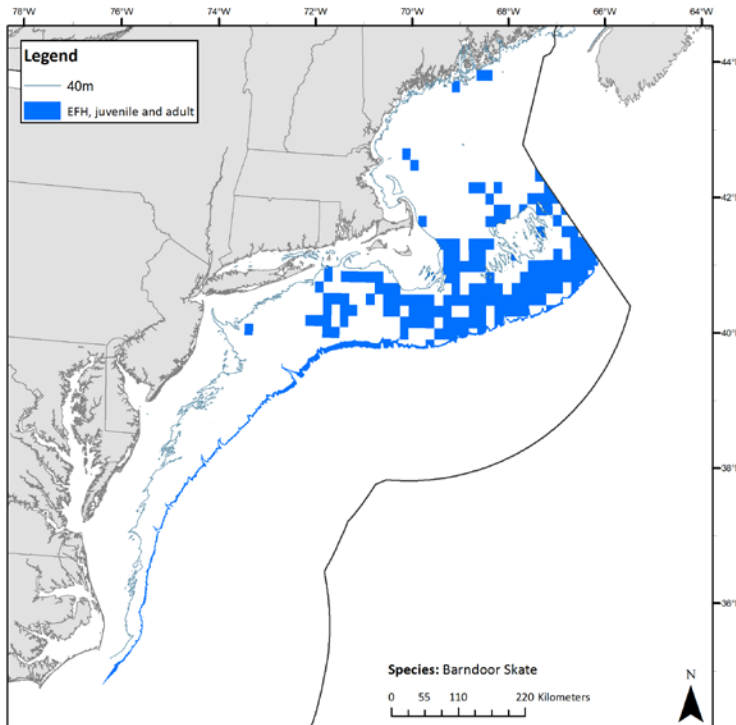 78°W 76°W 74°W 72°W 70°W 68°W 66°W 64°W
Legend
40m
EFH, juvenile and adult
44°N
42°N
40°N
38°N
36°N
Species: Barndoor Skate
0 55 110 220 Kilometers
N